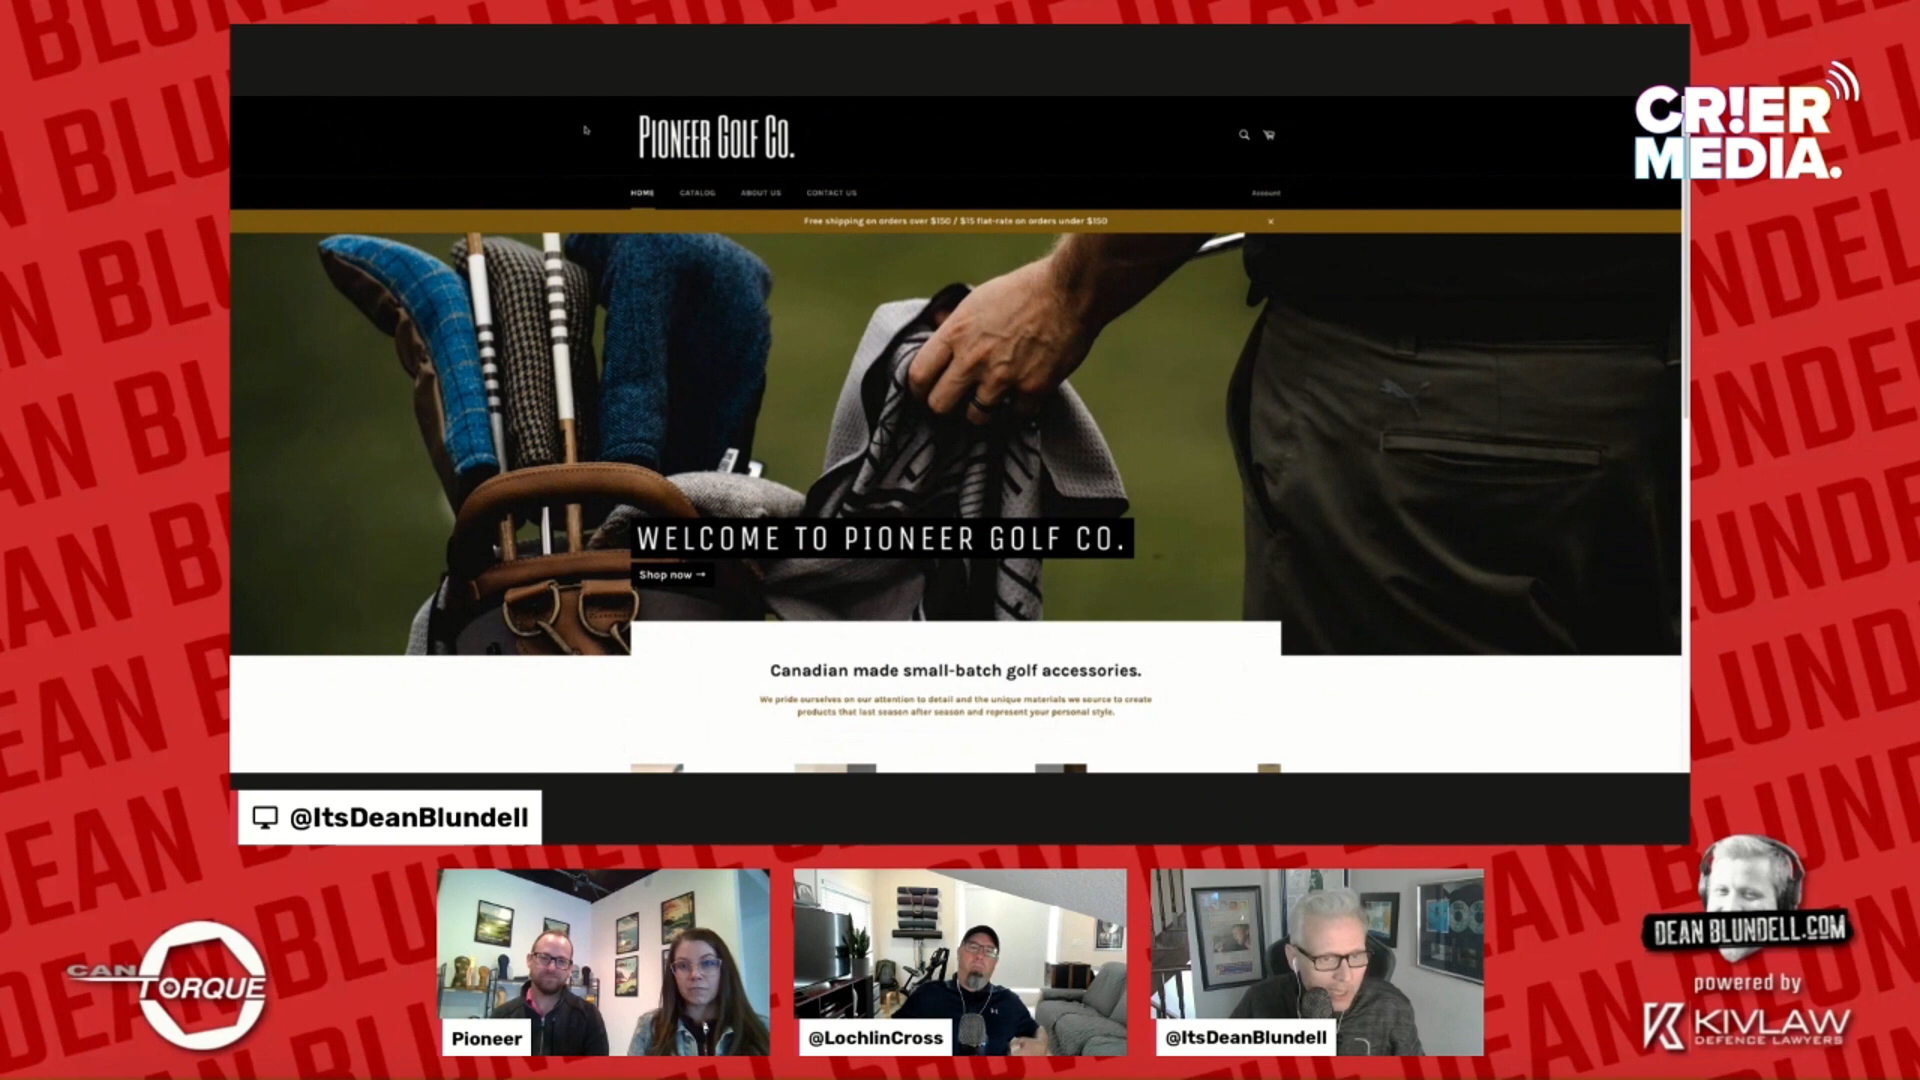 CR!ER
MEDIA.
PIONEER GOLF CO.
HOME CATALOG ABOUT US CONTACT US Account
Free shipping on orders over $150 / $15 flat-rate on orders under $150 ×
WELCOME TO PIONEER GOLF CO.
Shop now →
Canadian made small-batch golf accessories.
We pride ourselves on our attention to detail and the unique materials we source to create
products that last season after season and represent your personal style.
@ItsDeanBlundell
Pioneer
@LochlinCross
@ItsDeanBlundell
CAN
TORQUE
DEAN BLUNDELL.COM
powered by
KIVLAW
DEFENCE LAWYERS